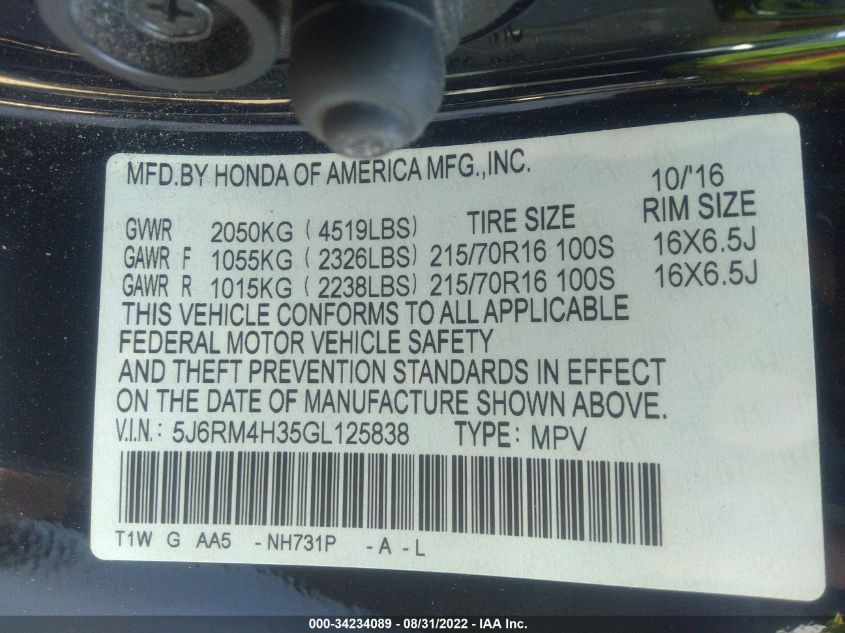 MFD.BY HONDA OF AMERICA MFG.,INC. 10/'16
GVWR 2050KG ( 4519LBS) TIRE SIZE RIM SIZE
GAWR F 1055KG ( 2326LBS) 215/70R16 100S 16X6.5J
GAWR R 1015KG ( 2238LBS) 215/70R16 100S 16X6.5J
THIS VEHICLE CONFORMS TO ALL APPLICABLE
FEDERAL MOTOR VEHICLE SAFETY
AND THEFT PREVENTION STANDARDS IN EFFECT
ON THE DATE OF MANUFACTURE SHOWN ABOVE.
V.I.N.: 5J6RM4H35GL125838 TYPE: MPV
T1W G AA5 -NH731P -A-L
000-34234089 - 08/31/2022 - IAA Inc.